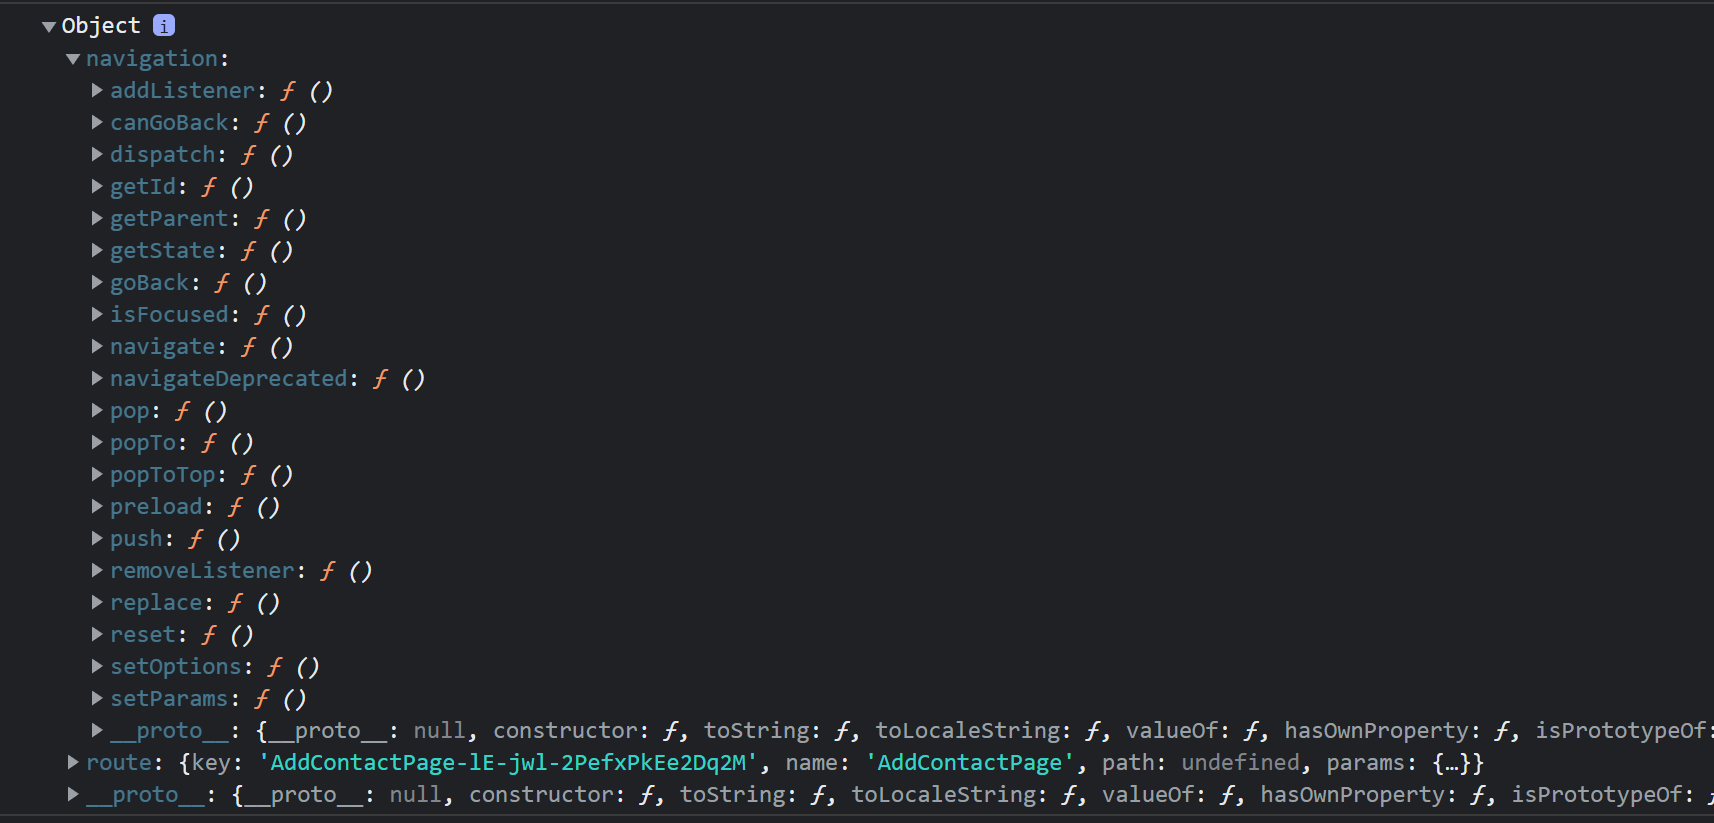 Object i
navigation:
addListener: ƒ ()
canGoBack: ƒ ()
dispatch: ƒ ()
getId: ƒ ()
getParent: ƒ ()
getState: ƒ ()
goBack: ƒ ()
isFocused: ƒ ()
navigate: ƒ ()
navigateDeprecated: ƒ ()
pop: ƒ ()
popTo: ƒ ()
popToTop: ƒ ()
preload: ƒ ()
push: ƒ ()
removeListener: ƒ ()
replace: ƒ ()
reset: ƒ ()
setOptions: ƒ ()
setParams: ƒ ()
__proto__: {__proto__: null, constructor: ƒ, toString: ƒ, toLocaleString: ƒ, valueOf: ƒ, hasOwnProperty: ƒ, isPrototypeOf:
route: {key: 'AddContactPage-lE-jwl-2PefxPkEe2Dq2M', name: 'AddContactPage', path: undefined, params: {…}}
__proto__: {__proto__: null, constructor: ƒ, toString: ƒ, toLocaleString: ƒ, valueOf: ƒ, hasOwnProperty: ƒ, isPrototypeOf: ƒ